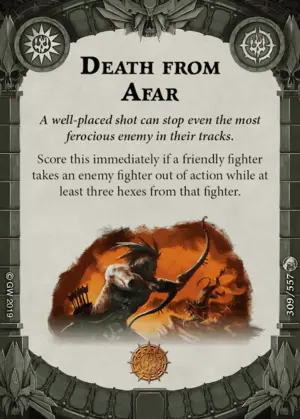 Death from
Afar
A well-placed shot can stop even the most
ferocious enemy in their tracks.
Score this immediately if a friendly fighter
takes an enemy fighter out of action while at
least three hexes from that fighter.
© GW 2019
309/557